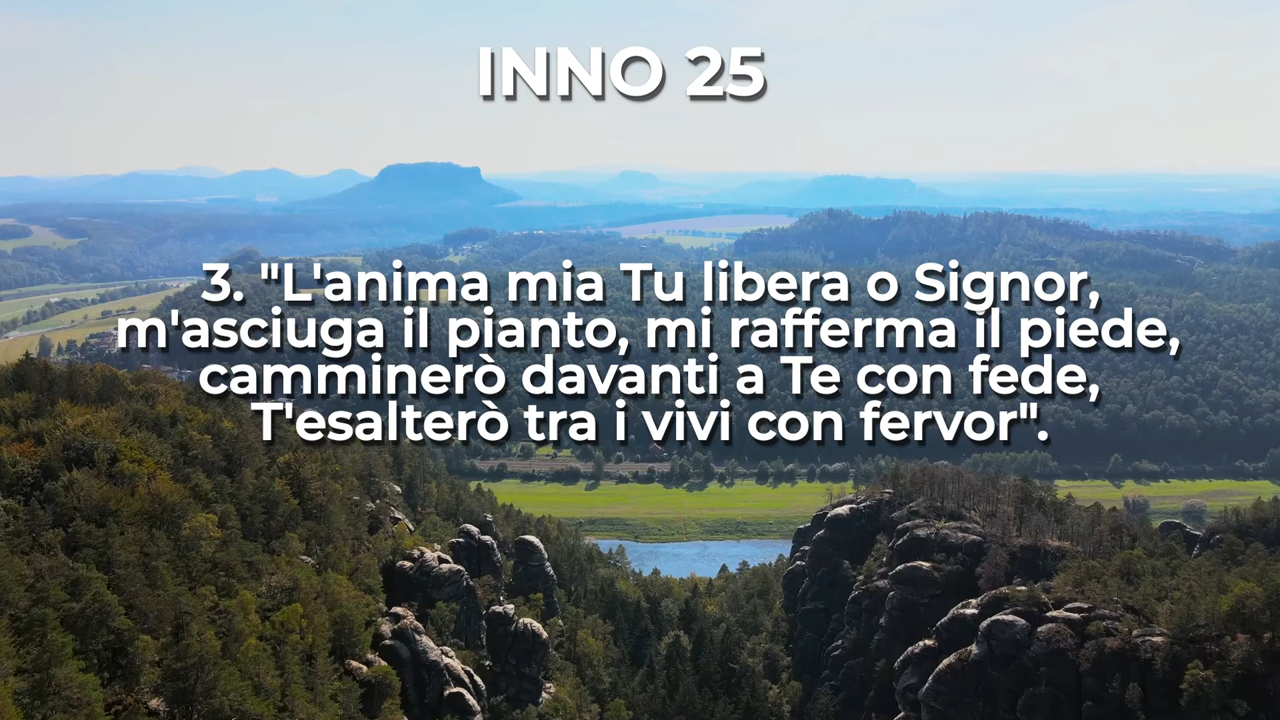 INNO 25
3. "L'anima mia Tu libera o Signor,
m'asciuga il pianto, mi rafferma il piede,
camminerò davanti a Te con fede,
T'esalterò tra i vivi con fervor".